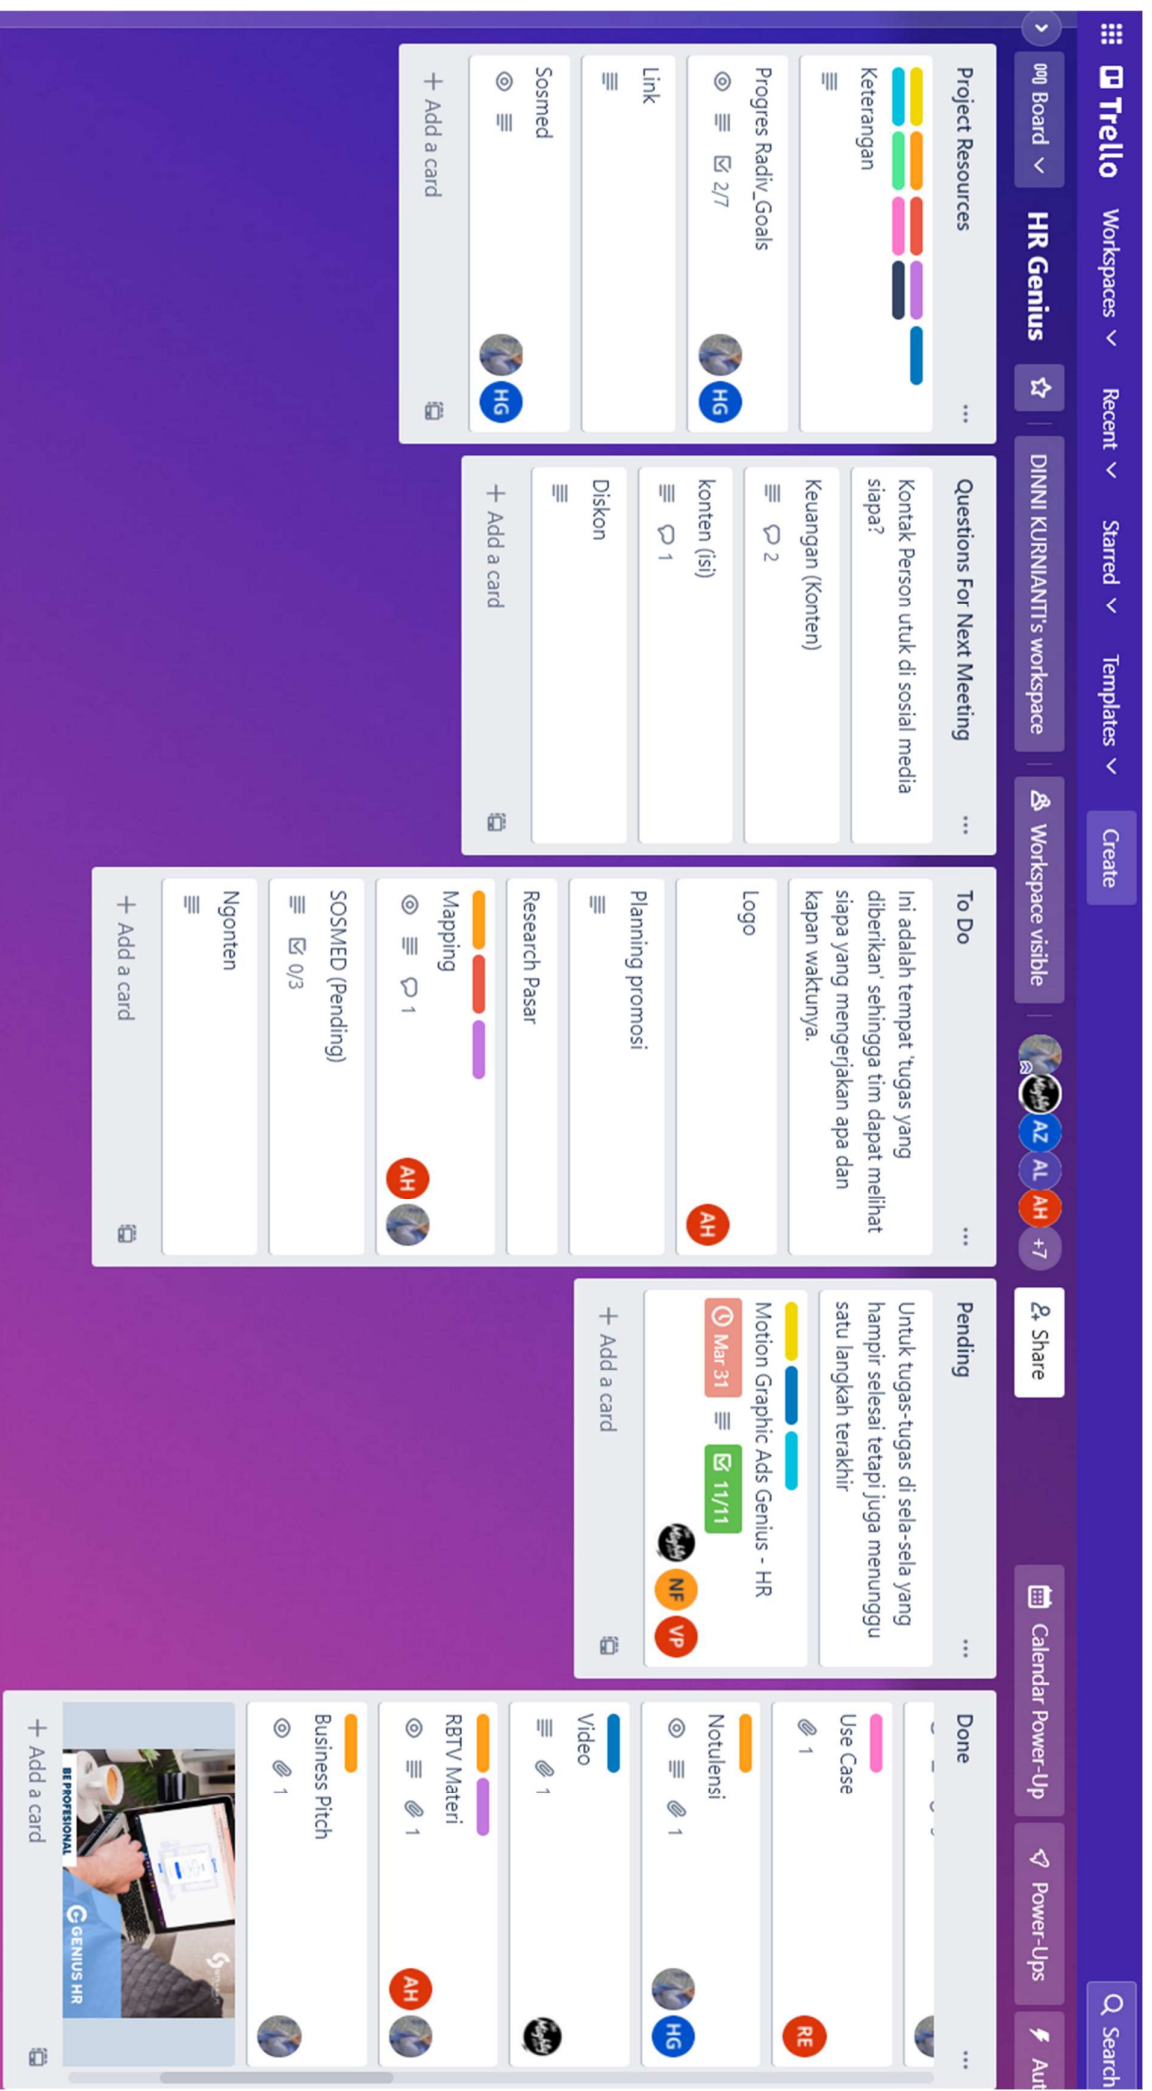 Trello Workspaces Recent Starred Templates Create Search
Board HR Genius DINNI KURNIANTI's workspace Workspace visible AZ AL AH +7 Share Calendar Power-Up Power-Ups Aut
Project Resources
Keterangan
Progres Radiv_Goals
2/7
HG
Link
Sosmed
HG
+ Add a card
Questions For Next Meeting
Kontak Person utuk di sosial media
siapa?
Keuangan (Konten)
2
konten (isi)
1
Diskon
+ Add a card
To Do
Ini adalah tempat 'tugas yang
diberikan' sehingga tim dapat melihat
siapa yang mengerjakan apa dan
kapan waktunya.
Logo
AH
Planning promosi
Research Pasar
Mapping
1
AH
SOSMED (Pending)
0/3
Ngonten
+ Add a card
Pending
Untuk tugas-tugas di sela-sela yang
hampir selesai tetapi juga menunggu
satu langkah terakhir
Motion Graphic Ads Genius - HR
Mar 31 11/11
NF VP
+ Add a card
Done
Use Case
1
RE
Notulensi
1
HG
Video
1
RBTV Materi
1
AH
Business Pitch
1
BE PROFESIONAL
GENIUS HR
+ Add a card